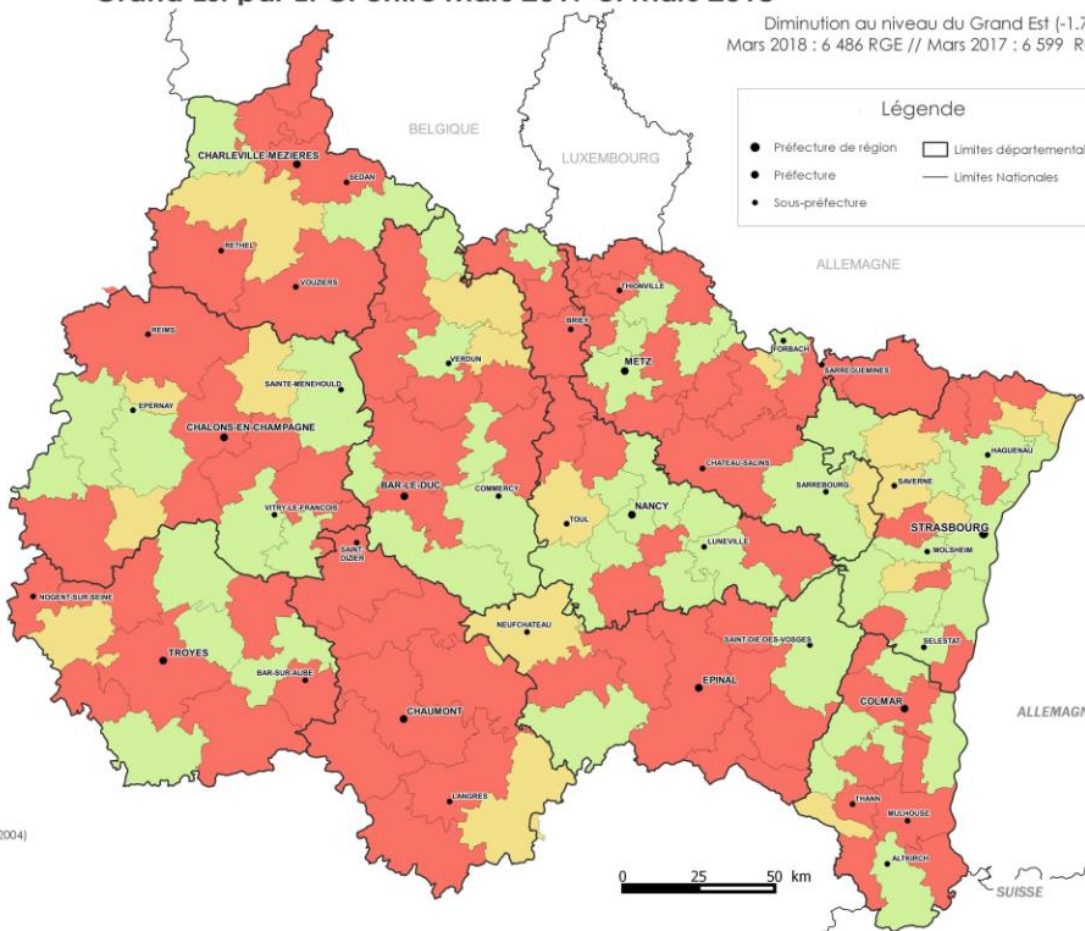 Diminution au niveau du Grand Est (-1.7
Mars 2018 : 6 486 RGE // Mars 2017 : 6 599 R
Légende
Préfecture de région
Limites départemental
Préfecture
Limites Nationales
Sous-préfecture
BELGIQUE
LUXEMBOURG
ALLEMAGNE
CHARLEVILLE-MEZIERES
SEDAN
RETHEL
VOUZIERS
THIONVILLE
REIMS
BRIEY
FORBACH
VERDUN
METZ
SARREGUEMINES
SAINTE-MENEHOULD
EPERNAY
CHALONS-EN-CHAMPAGNE
HAGUENAU
CHATEAU-SALINS
BAR-LE-DUC
COMMERCY
SARREBOURG
SAVERNE
VITRY-LE-FRANCOIS
TOUL
NANCY
STRASBOURG
LUNEVILLE
MOLSHEIM
SAINT
DIZIER
NOGENT-SUR-SEINE
NEUFCHATEAU
SAINT-DIE-DES-VOSGES
SELESTAT
TROYES
BAR-SUR-AUBE
EPINAL
COLMAR
CHAUMONT
ALLEMAGN
LANGRES
THANN
MULHOUSE
2004)
ALTKIRCH
0 25 50 km
SUISSE